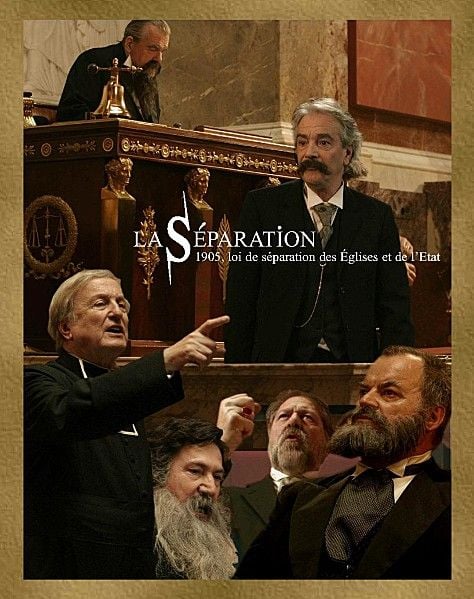 LA SÉPARATION
1905, loi de séparation des Églises et de l'Etat